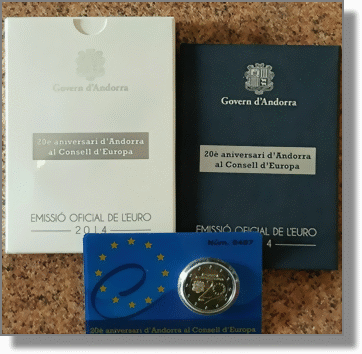 Govern d'Andorra
20è aniversari d'Andorra
al Consell d'Europa
EMISSIÓ OFICIAL DE L'EURO
2014
Govern d'Andorra
20è aniversari d'Andorra
al Consell d'Europa
EMISSIÓ OFICIAL DE L'EURO
4
Núm.
20è aniversari d'Andorra al Consell d'Europa